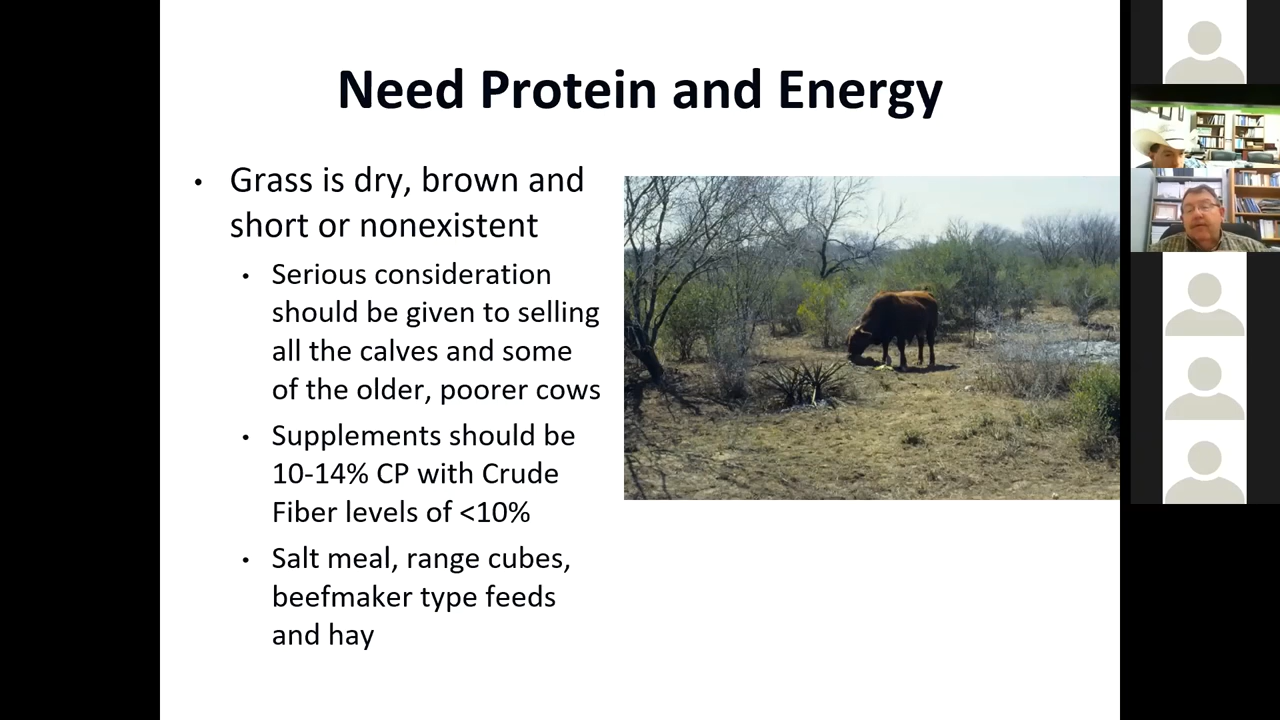 Need Protein and Energy
• Grass is dry, brown and
short or nonexistent
• Serious consideration
should be given to selling
all the calves and some
of the older, poorer cows
• Supplements should be
10-14% CP with Crude
Fiber levels of <10%
• Salt meal, range cubes,
beefmaker type feeds
and hay